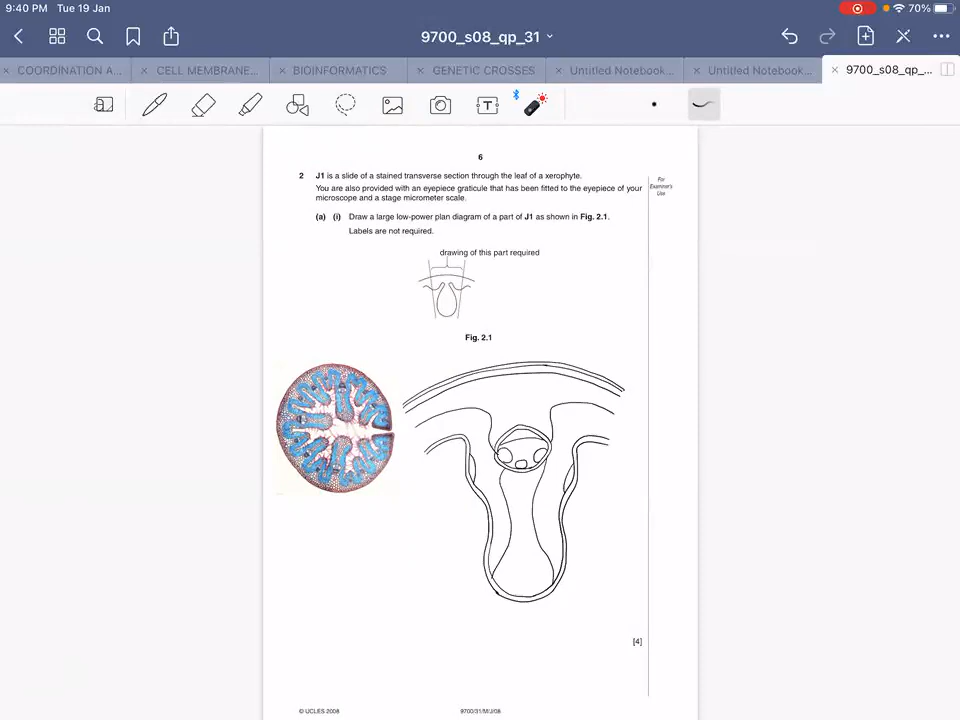 9:40 PM Tue 19 Jan 70%
9700_s08_qp_31
COORDINATION A... CELL MEMBRANE... BIOINFORMATICS GENETIC CROSSES Untitled Notebook... Untitled Notebook... 9700_s08_qp_...
6
For
Examiner's
Use
2 J1 is a slide of a stained transverse section through the leaf of a xerophyte.
You are also provided with an eyepiece graticule that has been fitted to the eyepiece of your
microscope and a stage micrometer scale.
(a) (i) Draw a large low-power plan diagram of a part of J1 as shown in Fig. 2.1.
Labels are not required.
drawing of this part required
Fig. 2.1
[4]
© UCLES 2008 9700/31/M/J/08